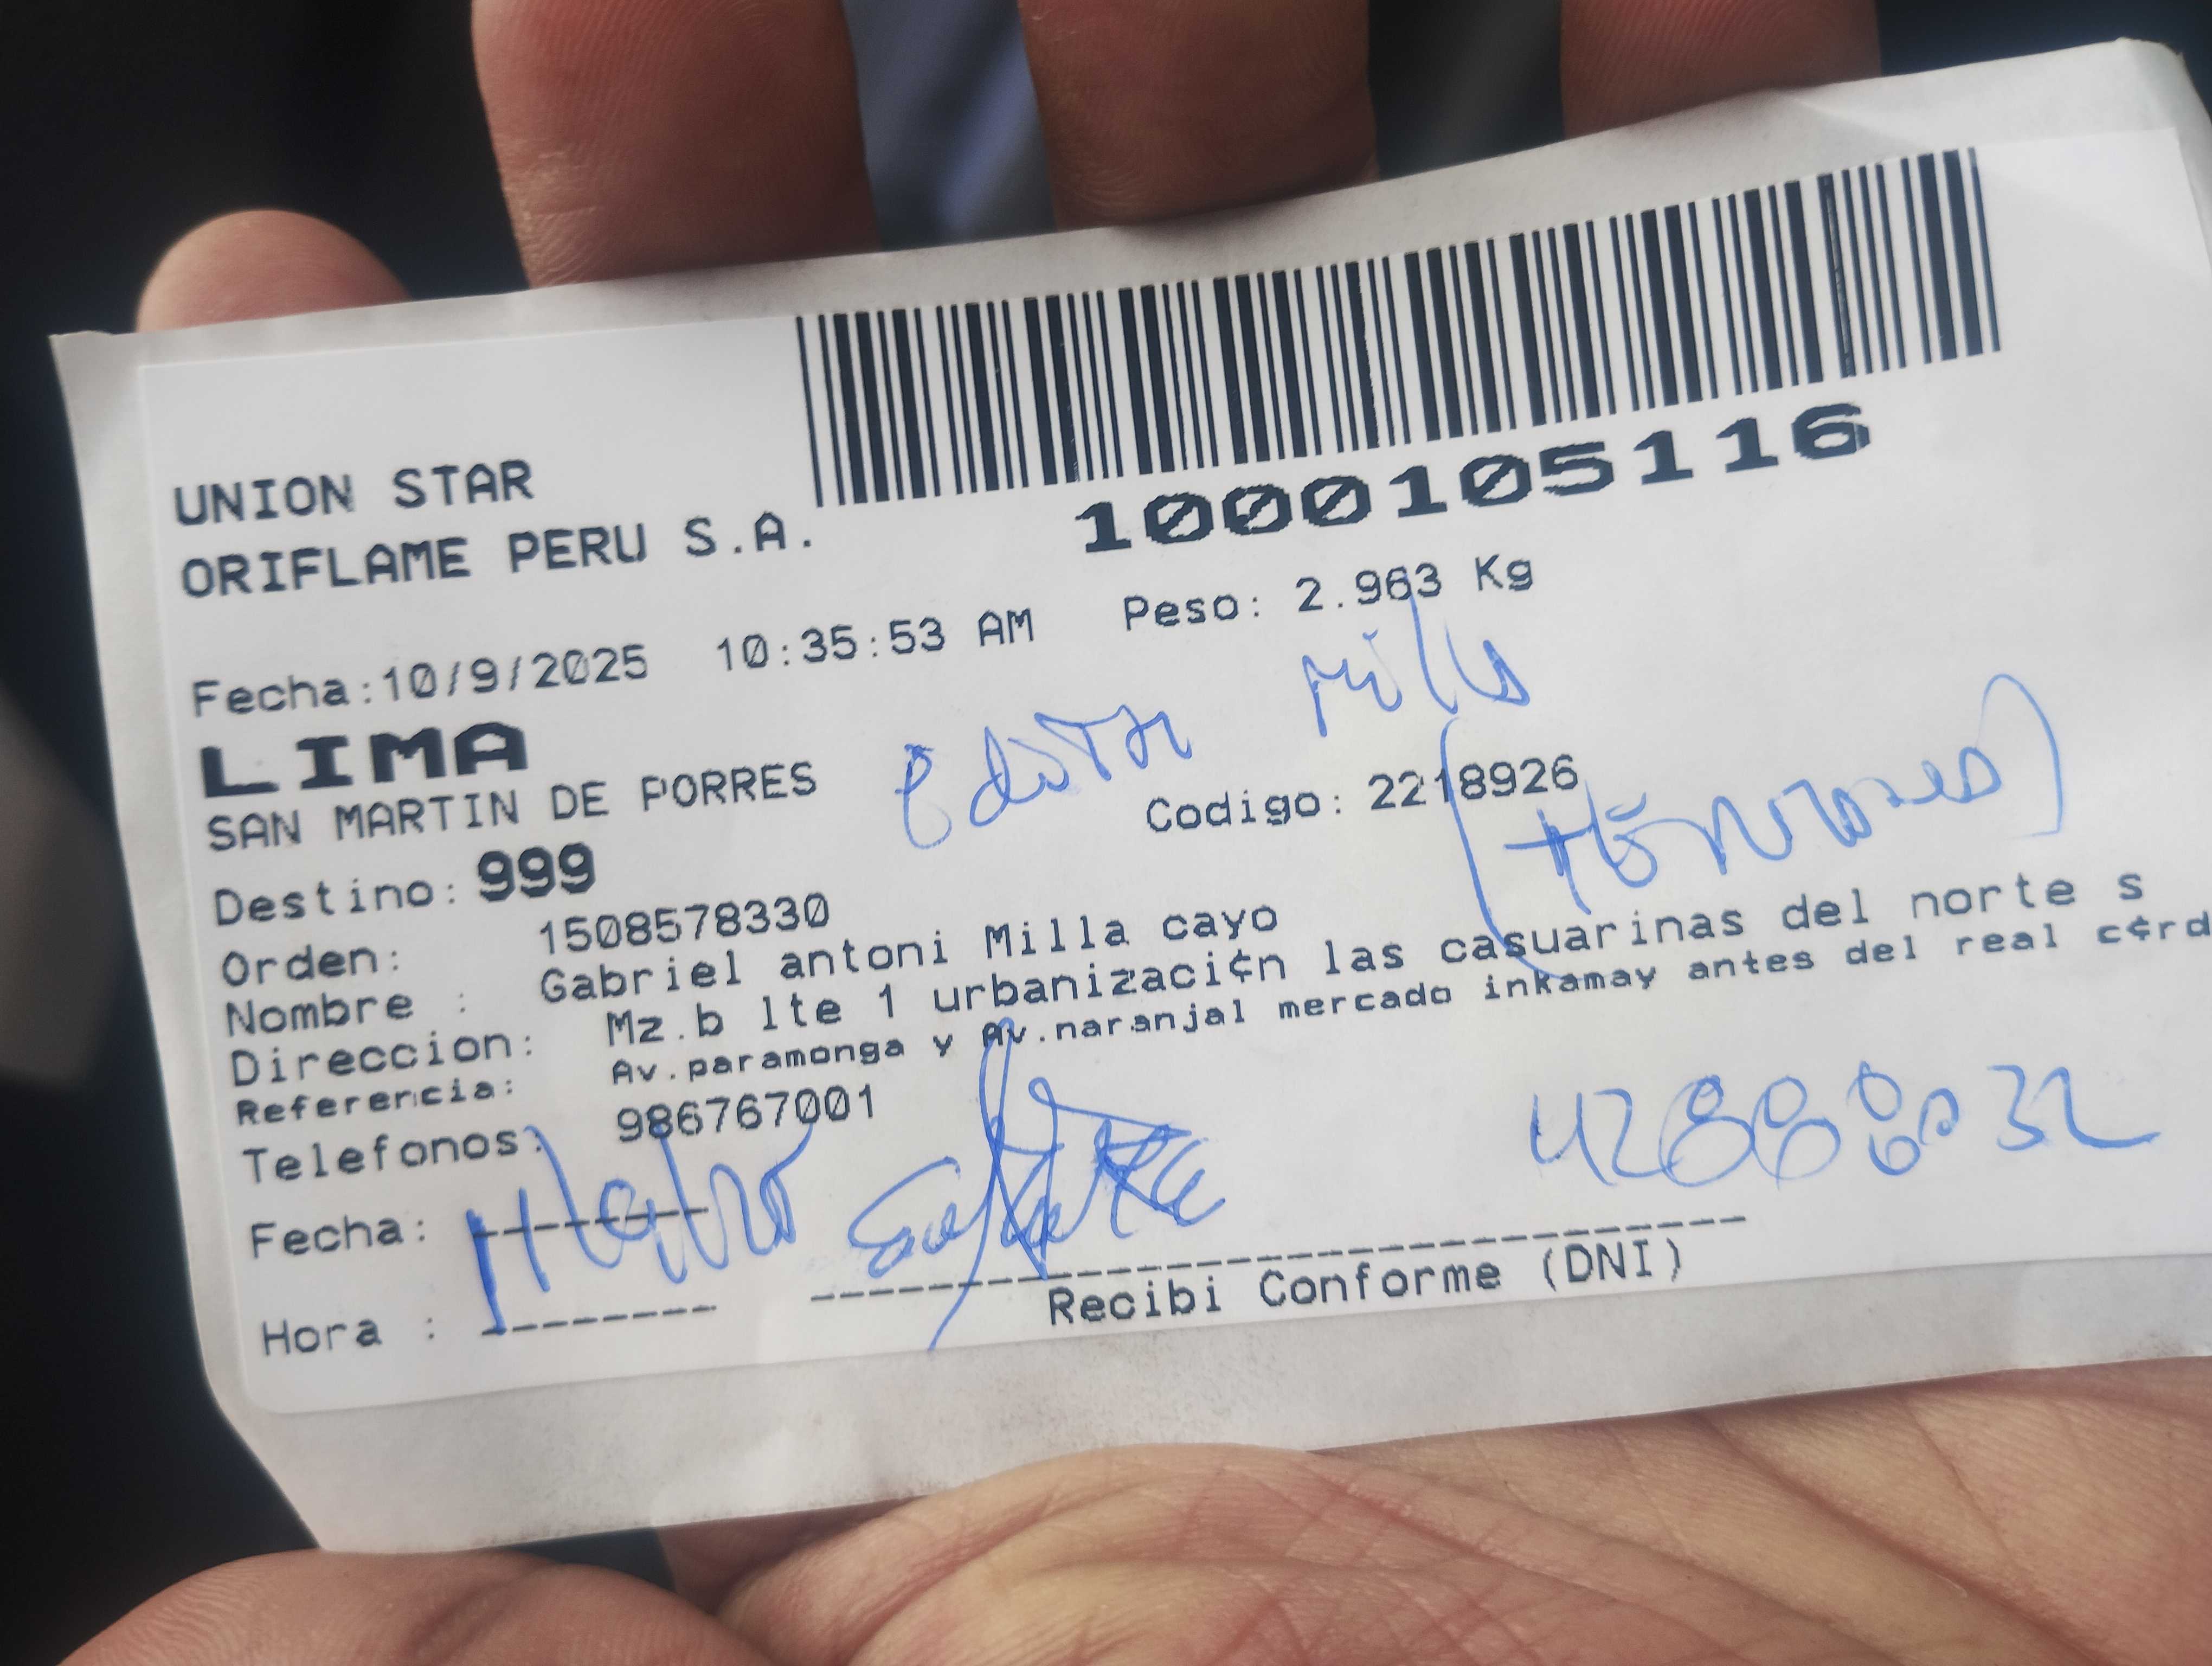 1000105116
UNION STAR
ORIFLAME PERU S.A.
Fecha:10/9/2025 10:35:53 AM Peso: 2.963 Kg
LIMA
SAN MARTIN DE PORRES
Edith Milla
Codigo: 2218926
Destino: 999
Orden: 1508578330
Nombre : Gabriel antoni Milla cayo
Direccion: Mz.b lte 1 urbanizaci¢n las casuarinas del norte s
Referencia: Av.paramonga y Av.naranjal mercado inkamay antes del real c¢rd
Telefonos: 986767001
Fecha:
Hora :
Recibi Conforme (DNI)